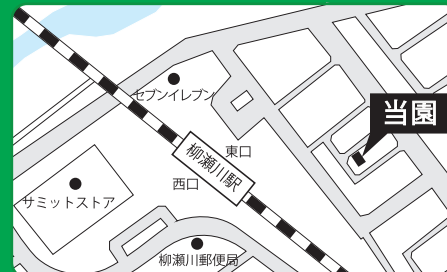 セブンイレブン
当園
東口
柳瀬川駅
西口
サミットストア
柳瀬川郵便局